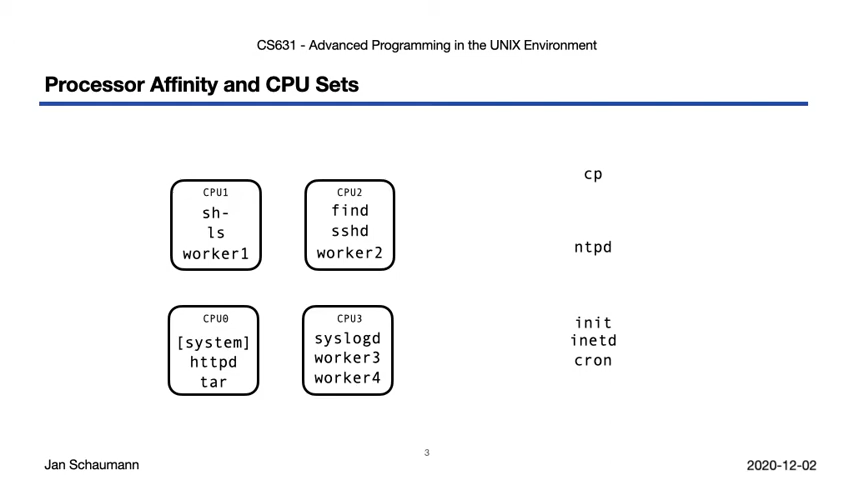 CS631 - Advanced Programming in the UNIX Environment
Processor Affinity and CPU Sets
CPU1
sh-
ls
worker1
CPU2
find
sshd
worker2
cp
ntpd
CPU0
[system]
httpd
tar
CPU3
syslogd
worker3
worker4
init
inetd
cron
Jan Schaumann
3
2020-12-02